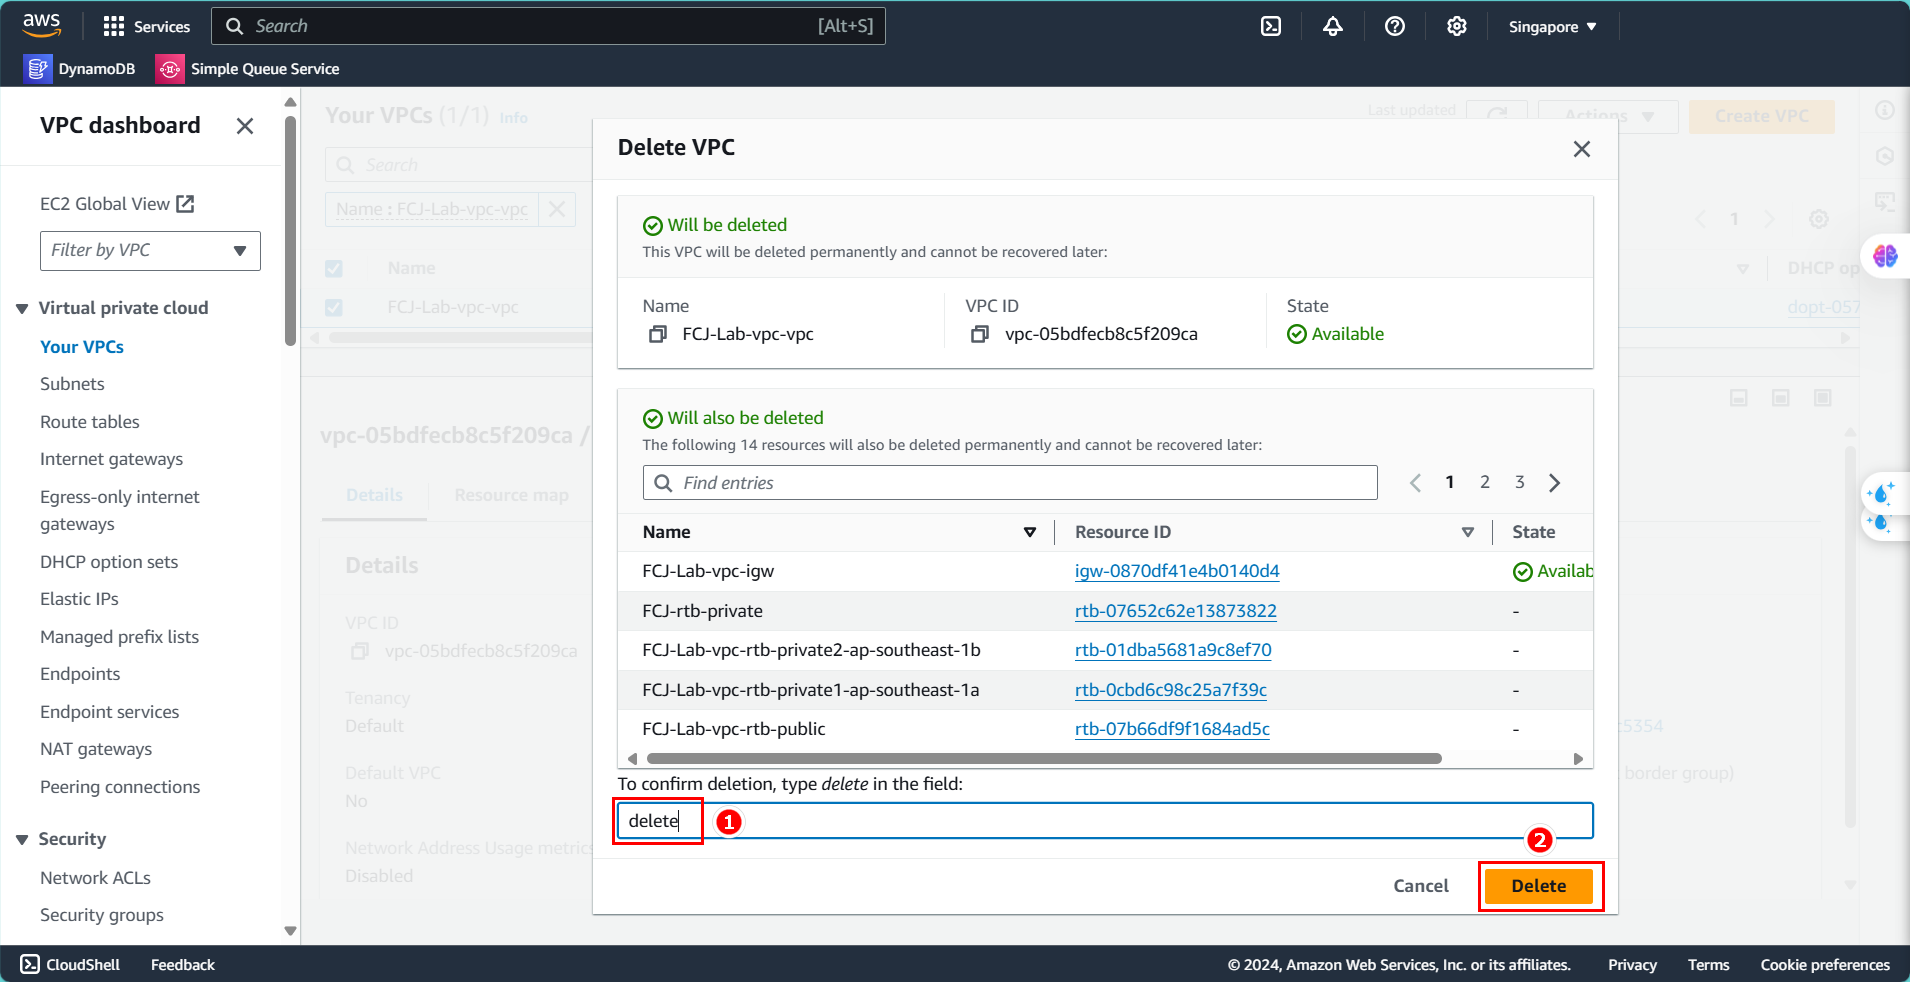 aws
Services
Search
[Alt+S]
Singapore
DynamoDB
Simple Queue Service
VPC dashboard
EC2 Global View
Filter by VPC
Virtual private cloud
Your VPCs
Subnets
Route tables
Internet gateways
Egress-only internet
gateways
DHCP option sets
Elastic IPs
Managed prefix lists
Endpoints
Endpoint services
NAT gateways
Peering connections
Security
Network ACLs
Security groups
Your VPCs (1/1) Info
Last updated
Actions
Create VPC
Search
Name : FCJ-Lab-vpc-vpc
1
Name
DHCP op
FCJ-Lab-vpc-vpc
dopt-057
vpc-05bdfecb8c5f209ca /
Details
Resource map
Details
VPC ID
vpc-05bdfecb8c5f209ca
Tenancy
Default
Default VPC
No
Network Address Usage metrics
Disabled
5354
border group)
Delete VPC
Will be deleted
This VPC will be deleted permanently and cannot be recovered later:
Name
VPC ID
State
FCJ-Lab-vpc-vpc
vpc-05bdfecb8c5f209ca
Available
Will also be deleted
The following 14 resources will also be deleted permanently and cannot be recovered later:
Find entries
1 2 3
Name
Resource ID
State
FCJ-Lab-vpc-igw
igw-0870df41e4b0140d4
Availab
FCJ-rtb-private
rtb-07652c62e13873822
-
FCJ-Lab-vpc-rtb-private2-ap-southeast-1b
rtb-01dba5681a9c8ef70
-
FCJ-Lab-vpc-rtb-private1-ap-southeast-1a
rtb-0cbd6c98c25a7f39c
-
FCJ-Lab-vpc-rtb-public
rtb-07b66df9f1684ad5c
-
To confirm deletion, type delete in the field:
delete
1
2
Cancel
Delete
CloudShell
Feedback
© 2024, Amazon Web Services, Inc. or its affiliates.
Privacy
Terms
Cookie preferences